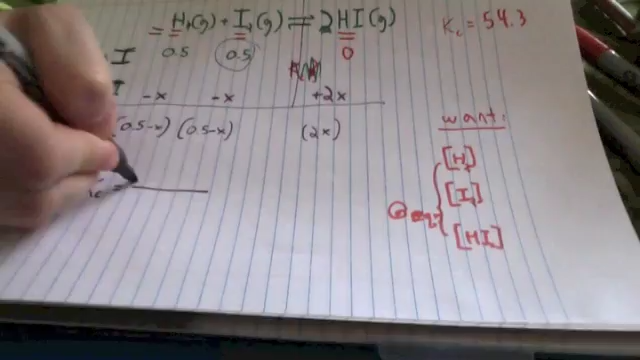 = H₂(g) + I₂(g) ⇌ 2HI(g)
Kc = 54.3
I 0.5 0.5 0
-x -x +2x
(0.5-x) (0.5-x) (2x)
want:
[H₂]
[I₂]
[HI]